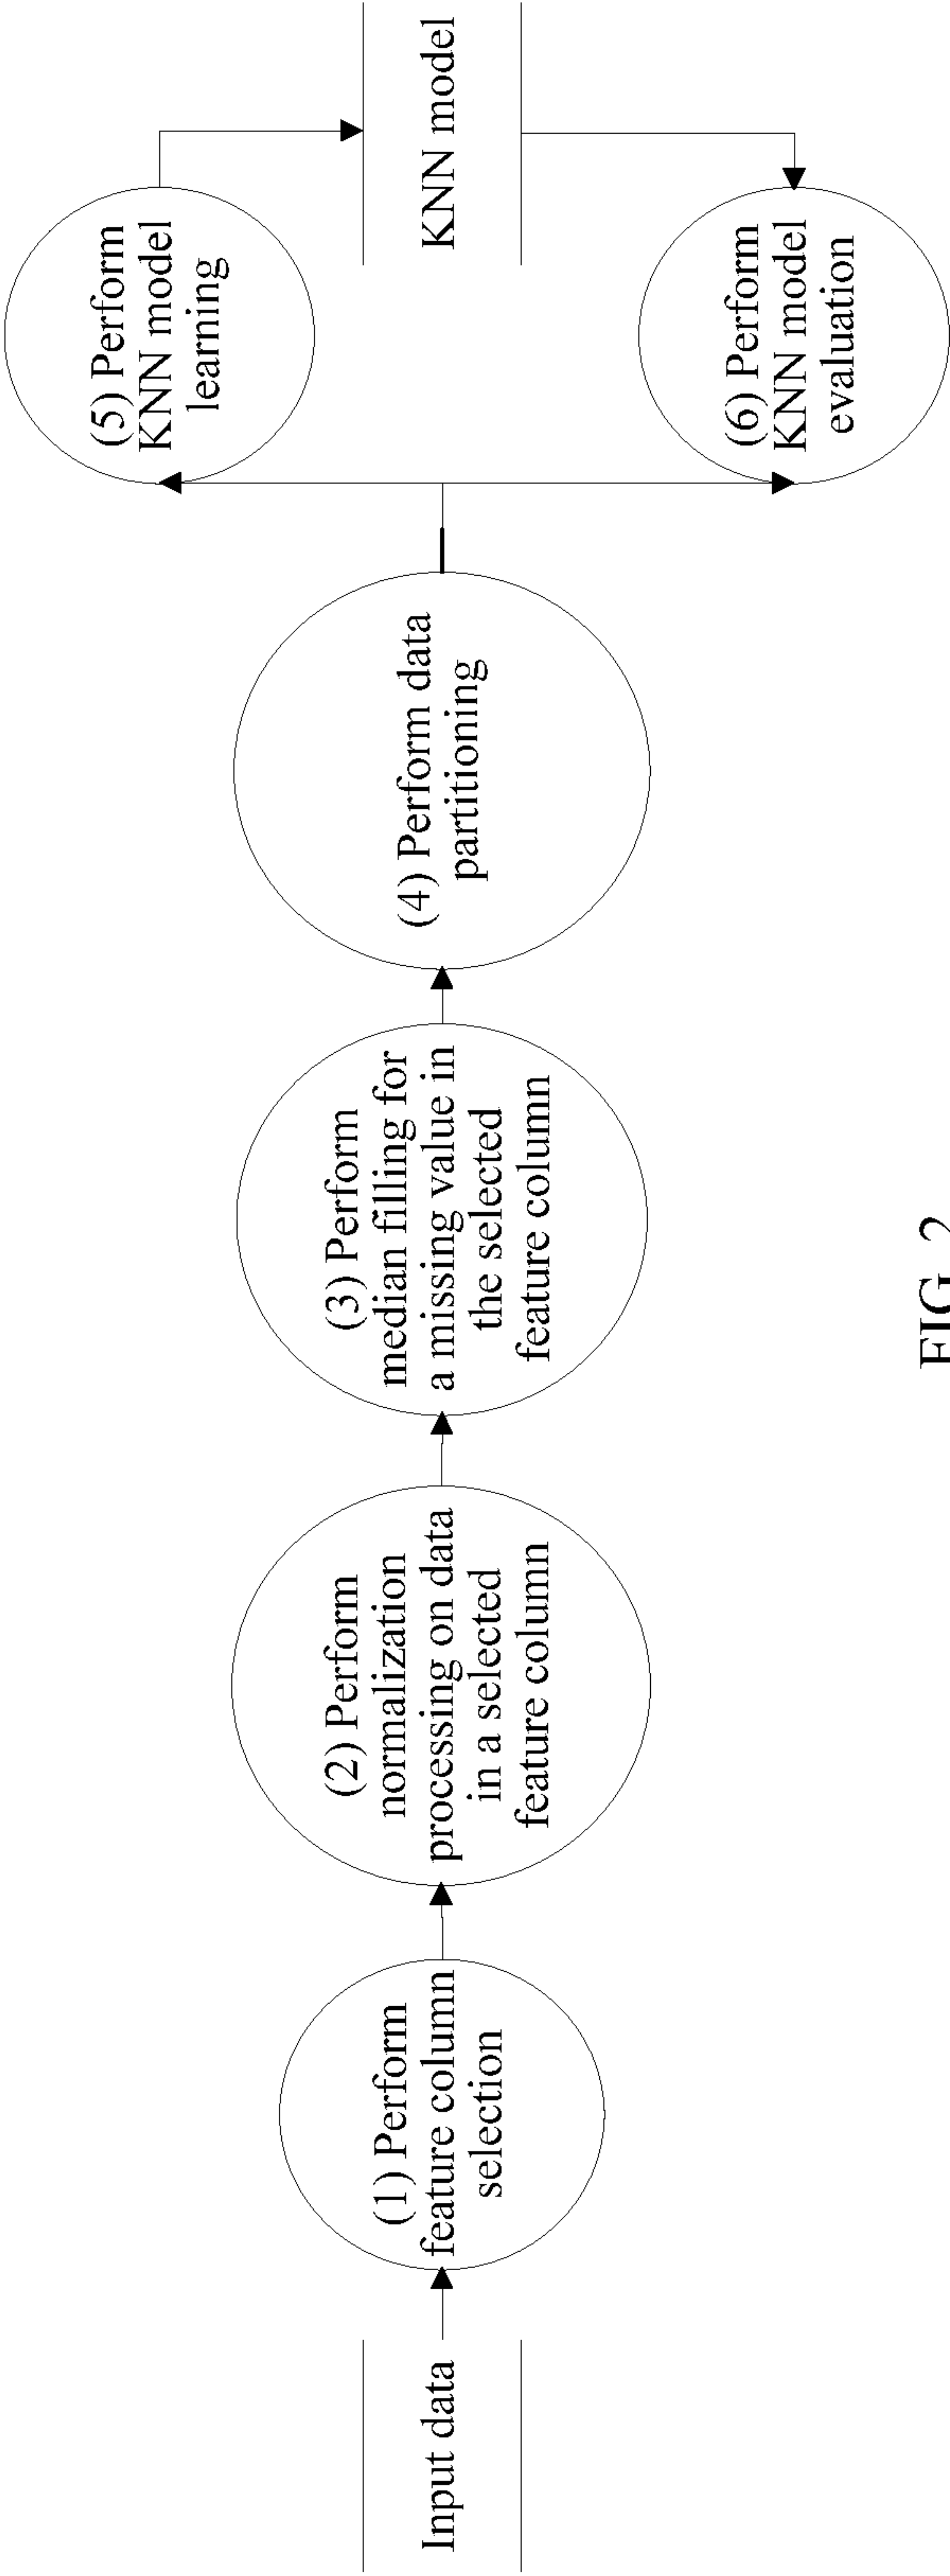 Input data
(1) Perform
feature column
selection
(2) Perform
normalization
processing on data
in a selected
feature column
(3) Perform
median filling for
a missing value in
the selected
feature column
(4) Perform data
partitioning
(5) Perform
KNN model
learning
KNN model
(6) Perform
KNN model
evaluation
FIG. 2